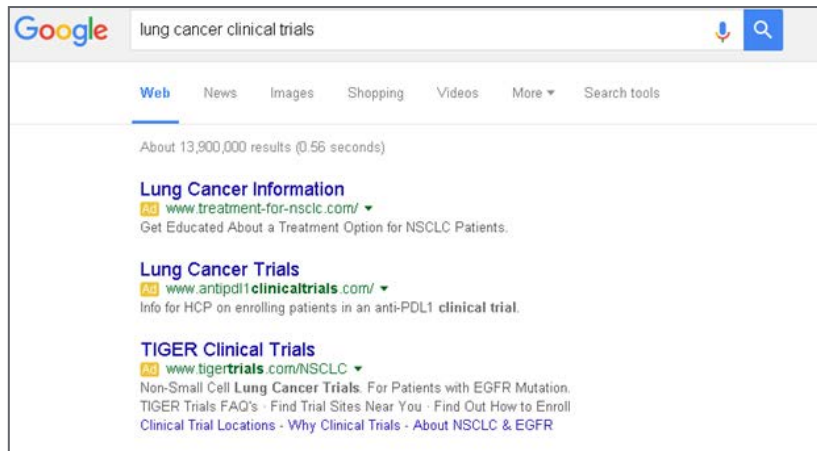 Google lung cancer clinical trials
Web News Images Shopping Videos More Search tools
About 13,900,000 results (0.56 seconds)
Lung Cancer Information
Ad www.treatment-for-nsclc.com/
Get Educated About a Treatment Option for NSCLC Patients.
Lung Cancer Trials
Ad www.antipdl1clinicaltrials.com/
Info for HCP on enrolling patients in an anti-PDL1 clinical trial.
TIGER Clinical Trials
Ad www.tigertrials.com/NSCLC
Non-Small Cell Lung Cancer Trials. For Patients with EGFR Mutation.
TIGER Trials FAQ's · Find Trial Sites Near You · Find Out How to Enroll
Clinical Trial Locations - Why Clinical Trials - About NSCLC & EGFR